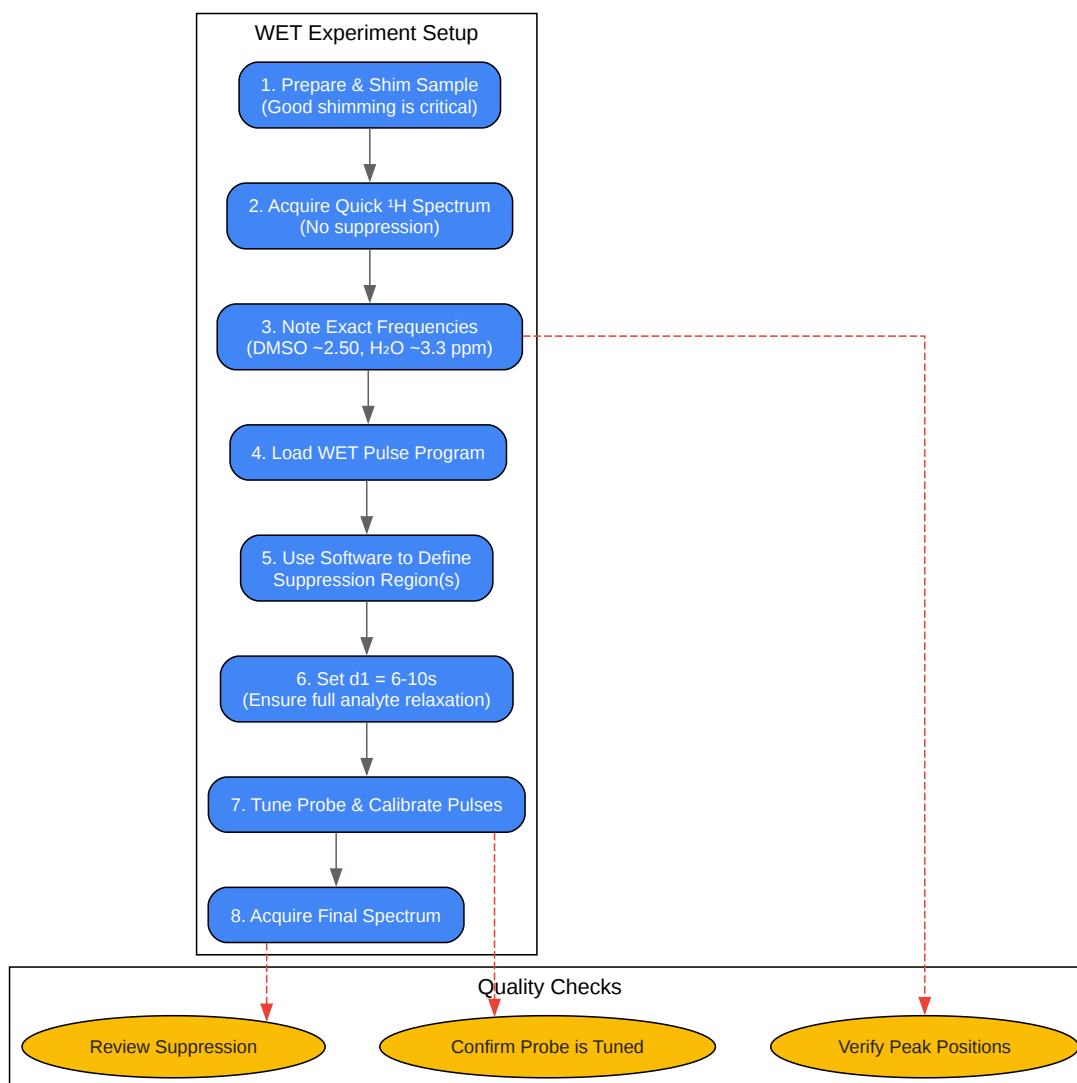 WET Experiment Setup
1. Prepare & Shim Sample
(Good shimming is critical)
2. Acquire Quick ¹H Spectrum
(No suppression)
3. Note Exact Frequencies
(DMSO ~2.50, H₂O ~3.3 ppm)
4. Load WET Pulse Program
5. Use Software to Define
Suppression Region(s)
6. Set d1 = 6-10s
(Ensure full analyte relaxation)
7. Tune Probe & Calibrate Pulses
8. Acquire Final Spectrum
Quality Checks
Review Suppression
Confirm Probe is Tuned
Verify Peak Positions